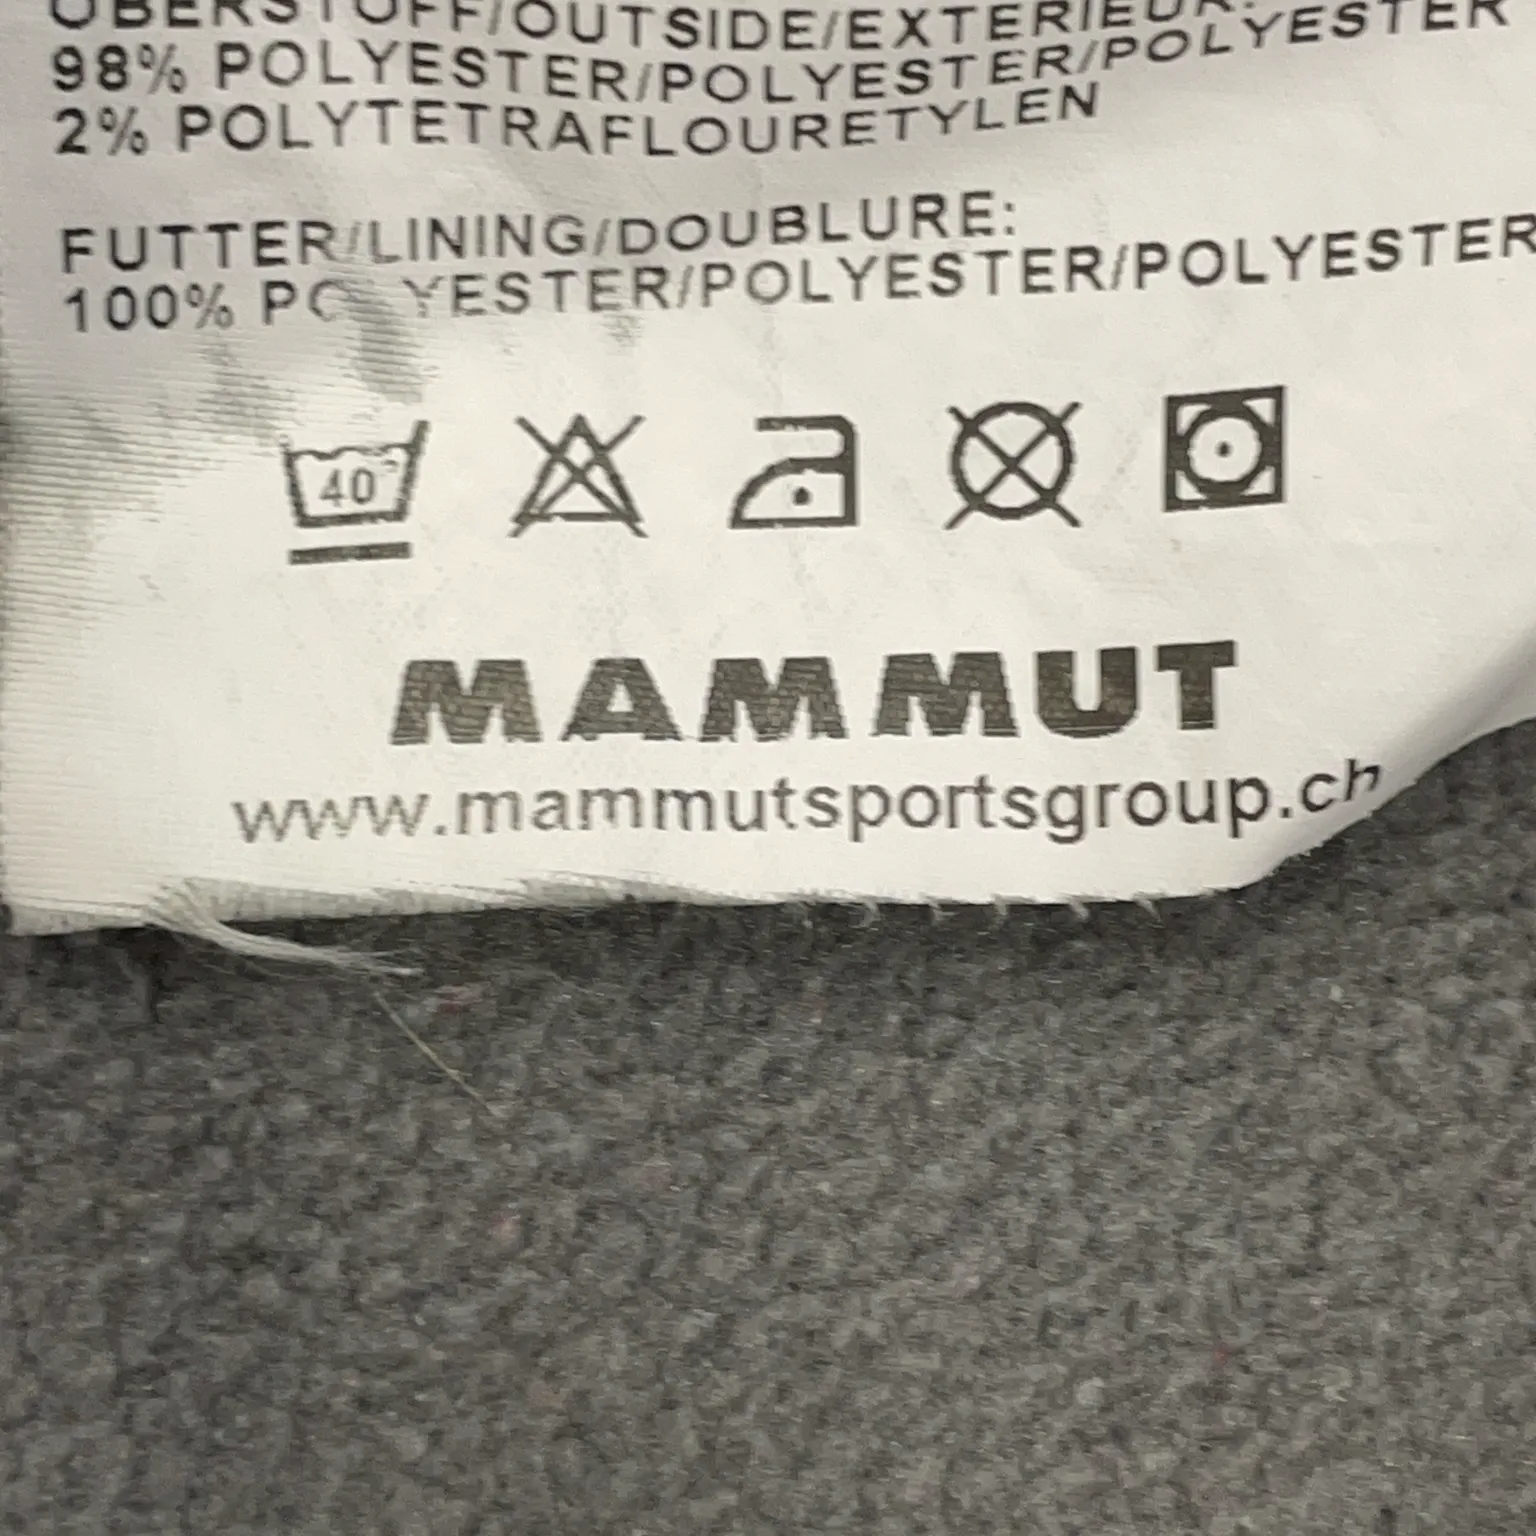 OBERSTOFF/OUTSIDE/EXTERIEUR:
98% POLYESTER/POLYESTER/POLYESTER
2% POLYTETRAFLOURETYLEN
FUTTER/LINING/DOUBLURE:
100% POLYESTER/POLYESTER/POLYESTER
40°
MAMMUT
www.mammutsportsgroup.ch